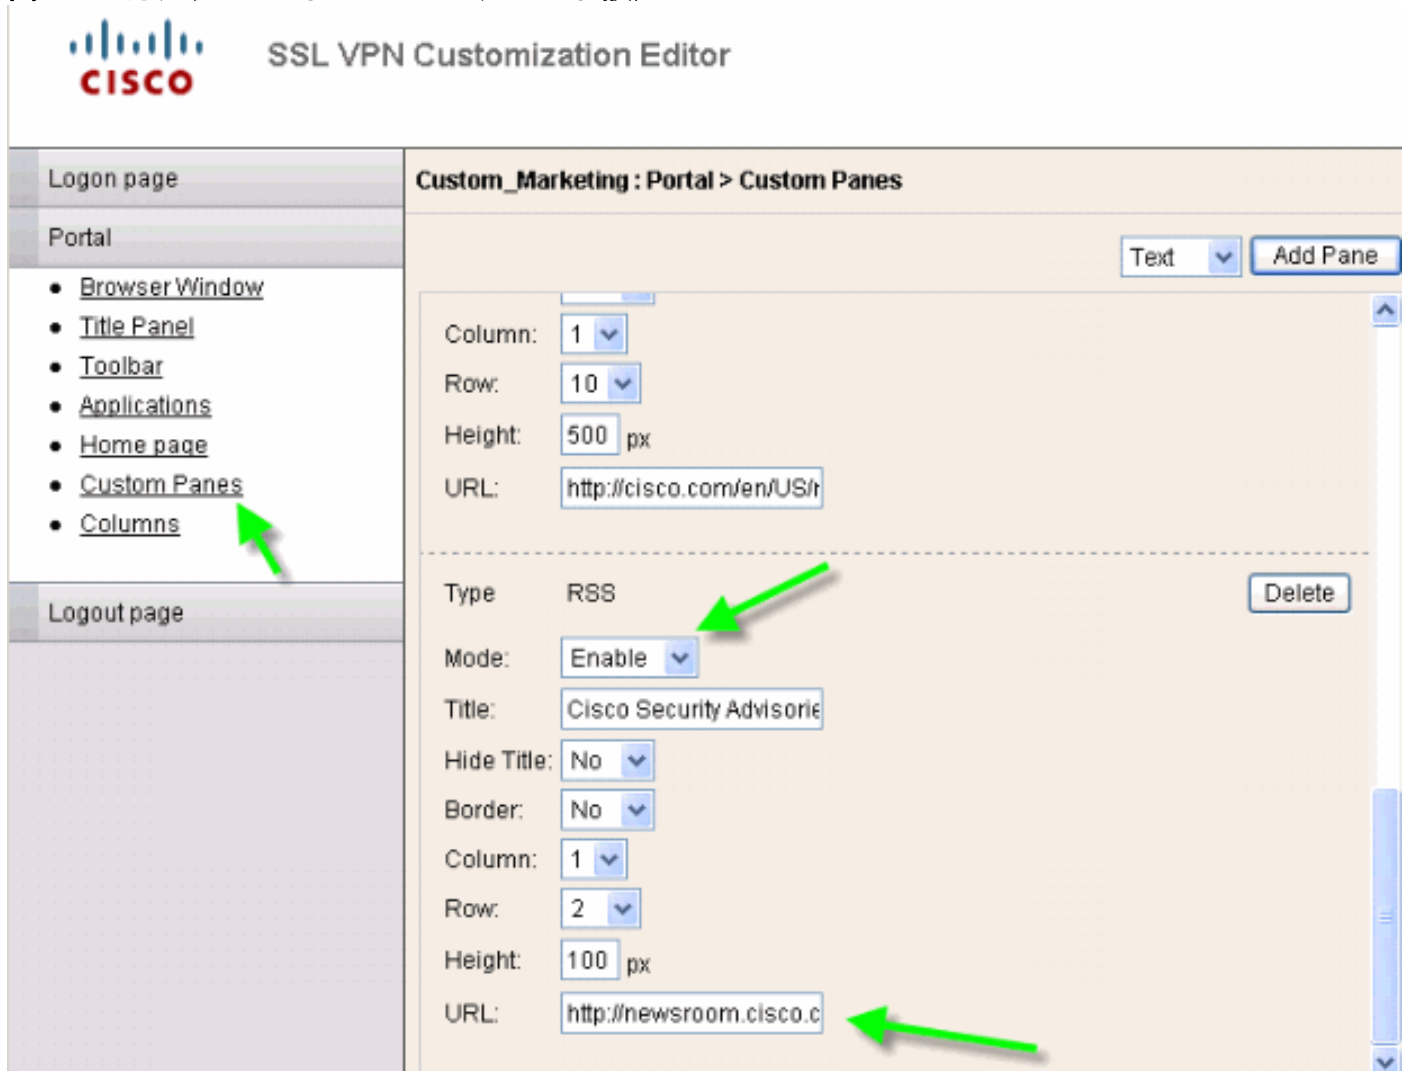 CISCO
SSL VPN Customization Editor
Logon page
Portal
Browser Window
Title Panel
Toolbar
Applications
Home page
Custom Panes
Columns
Logout page
Custom_Marketing : Portal > Custom Panes
Text
Add Pane
Column: 1
Row: 10
Height: 500 px
URL: http://cisco.com/en/US/r
Type RSS
Delete
Mode: Enable
Title: Cisco Security Advisorie
Hide Title: No
Border: No
Column: 1
Row: 2
Height: 100 px
URL: http://newsroom.cisco.c